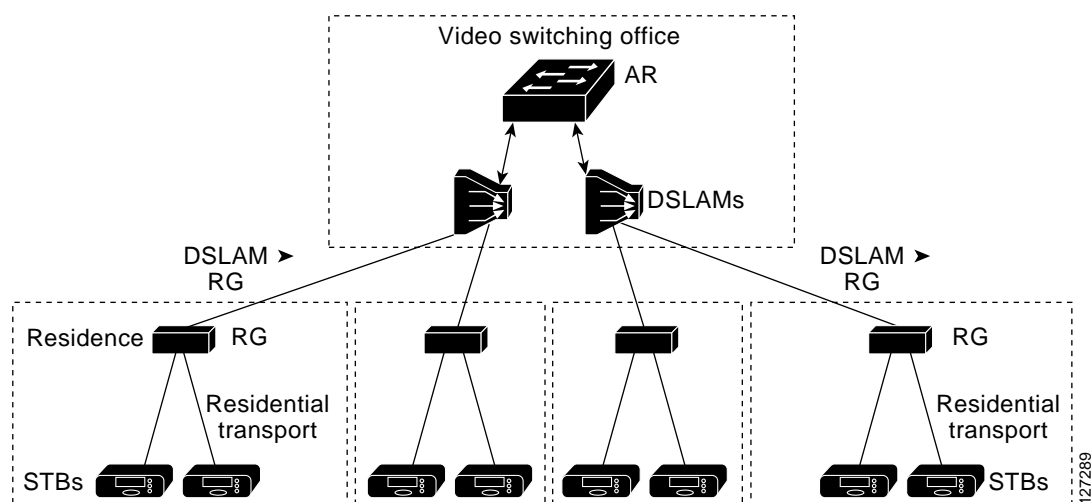 Video switching office
AR
DSLAMs
DSLAM ➤
RG
DSLAM ➤
RG
Residence
RG
RG
Residential
transport
Residential
transport
STBs
STBs
127289